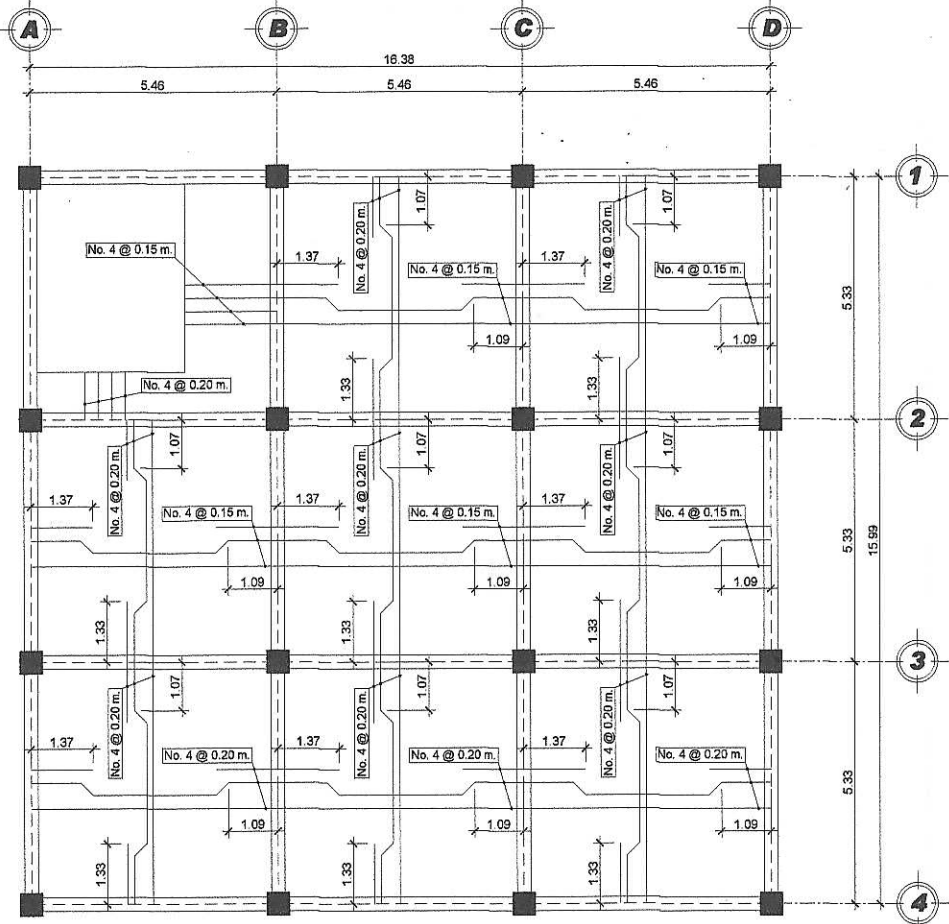 A B C D
16.38
5.46 5.46 5.46
1
1.07 1.07
No. 4 @ 0.20 m. No. 4 @ 0.20 m.
No. 4 @ 0.15 m.
1.37 1.37
No. 4 @ 0.15 m. No. 4 @ 0.15 m.
5.33
1.09 1.09
No. 4 @ 0.20 m.
1.33 1.33
2
1.07 1.07 1.07
No. 4 @ 0.20 m. No. 4 @ 0.20 m. No. 4 @ 0.20 m.
1.37 1.37 1.37
No. 4 @ 0.15 m. No. 4 @ 0.15 m. No. 4 @ 0.15 m.
5.33 15.99
1.09 1.09 1.09
1.33 1.33 1.33
3
1.07 1.07 1.07
No. 4 @ 0.20 m. No. 4 @ 0.20 m. No. 4 @ 0.20 m.
1.37 1.37 1.37
No. 4 @ 0.20 m. No. 4 @ 0.20 m. No. 4 @ 0.20 m.
5.33
1.09 1.09 1.09
1.33 1.33 1.33
4